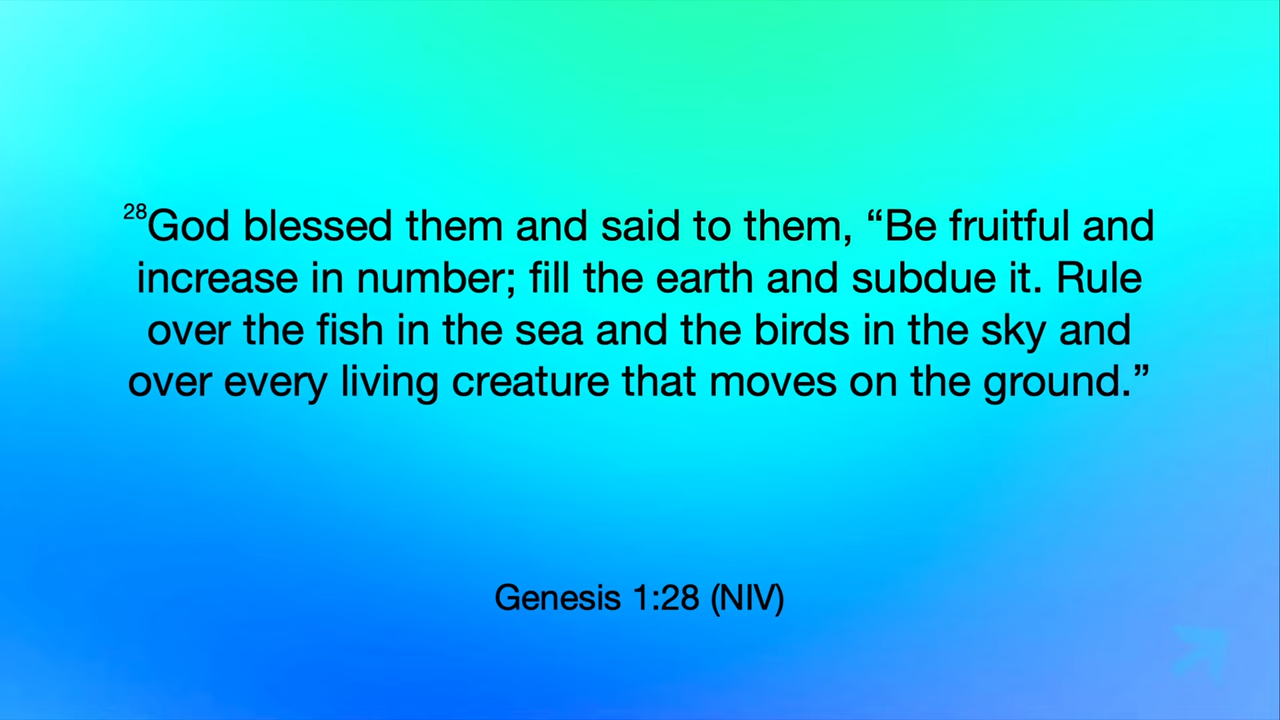 28God blessed them and said to them, “Be fruitful and
increase in number; fill the earth and subdue it. Rule
over the fish in the sea and the birds in the sky and
over every living creature that moves on the ground.”
Genesis 1:28 (NIV)